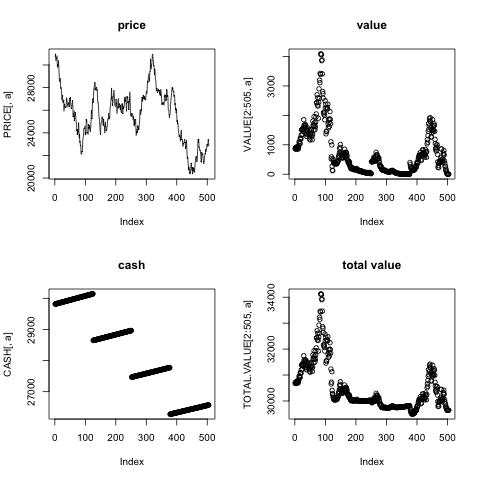 price
PRICE[, a]
20000 24000 28000
0 100 200 300 400 500
Index
value
VALUE[2:505, a]
0 1000 3000
0 100 200 300 400 500
Index
cash
CASH[, a]
27000 29000
0 100 200 300 400 500
Index
total value
TOTAL.VALUE[2:505, a]
30000 32000 34000
0 100 200 300 400 500
Index